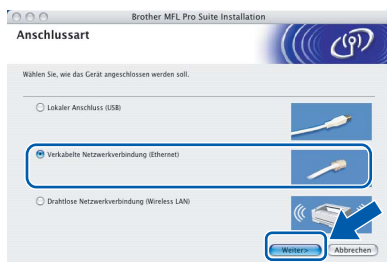 Brother MFL Pro Suite Installation
Anschlussart
Wählen Sie, wie das Gerät angeschlossen werden soll.
Lokaler Anschluss (USB)
Verkabelte Netzwerkverbindung (Ethernet)
Drahtlose Netzwerkverbindung (Wireless LAN)
Weiter>
Abbrechen